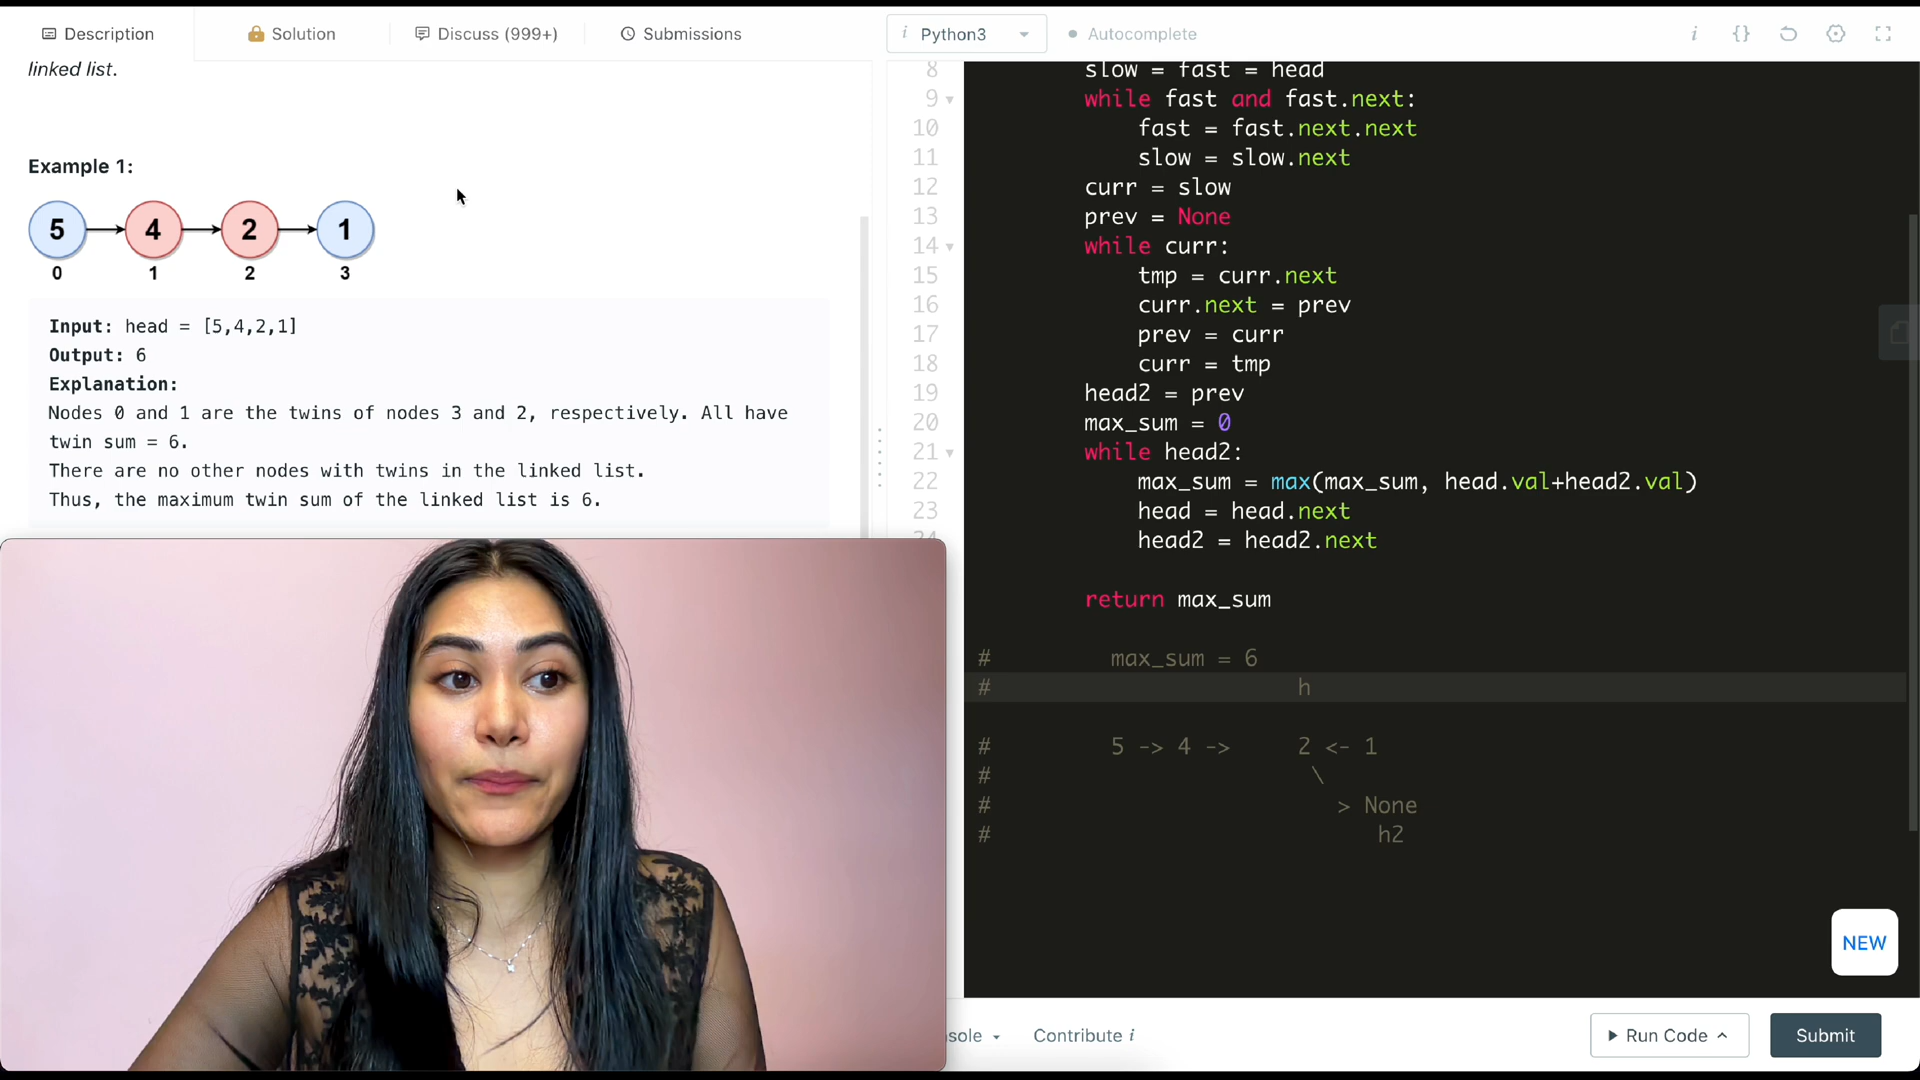 Description
Solution
Discuss (999+)
Submissions
i Python3
Autocomplete
i {}
linked list.
Example 1:
5 4 2 1
0 1 2 3
Input: head = [5,4,2,1]
Output: 6
Explanation:
Nodes 0 and 1 are the twins of nodes 3 and 2, respectively. All have
twin sum = 6.
There are no other nodes with twins in the linked list.
Thus, the maximum twin sum of the linked list is 6.
8 slow = fast = head
9 while fast and fast.next:
10 fast = fast.next.next
11 slow = slow.next
12 curr = slow
13 prev = None
14 while curr:
15 tmp = curr.next
16 curr.next = prev
17 prev = curr
18 curr = tmp
19 head2 = prev
20 max_sum = 0
21 while head2:
22 max_sum = max(max_sum, head.val+head2.val)
23 head = head.next
24 head2 = head2.next
return max_sum
# max_sum = 6
# h
# 5 -> 4 -> 2 <- 1
# \
# > None
# h2
NEW
sole
Contribute i
Run Code
Submit